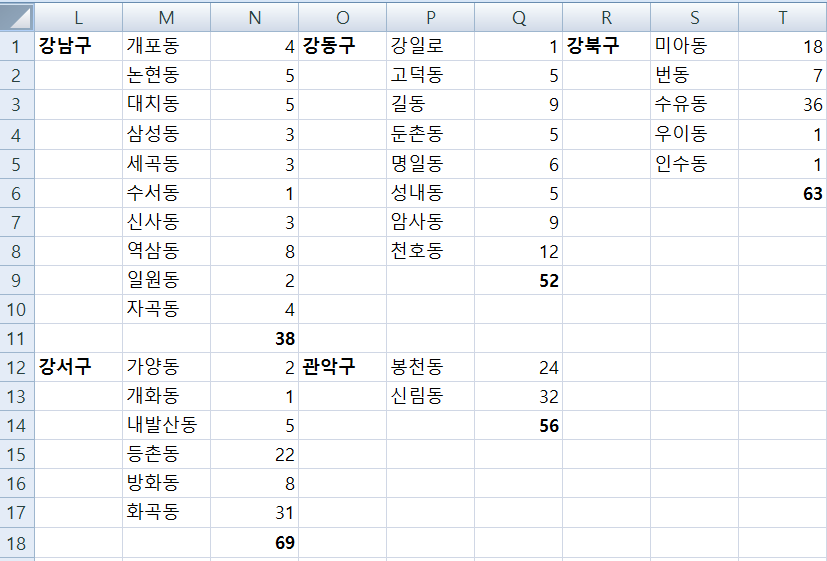 L M N O P Q R S T
1 강남구 개포동 4 강동구 강일로 1 강북구 미아동 18
2 논현동 5 고덕동 5 번동 7
3 대치동 5 길동 9 수유동 36
4 삼성동 3 둔촌동 5 우이동 1
5 세곡동 3 명일동 6 인수동 1
6 수서동 1 성내동 5 63
7 신사동 3 암사동 9
8 역삼동 8 천호동 12
9 일원동 2 52
10 자곡동 4
11 38
12 강서구 가양동 2 관악구 봉천동 24
13 개화동 1 신림동 32
14 내발산동 5 56
15 등촌동 22
16 방화동 8
17 화곡동 31
18 69